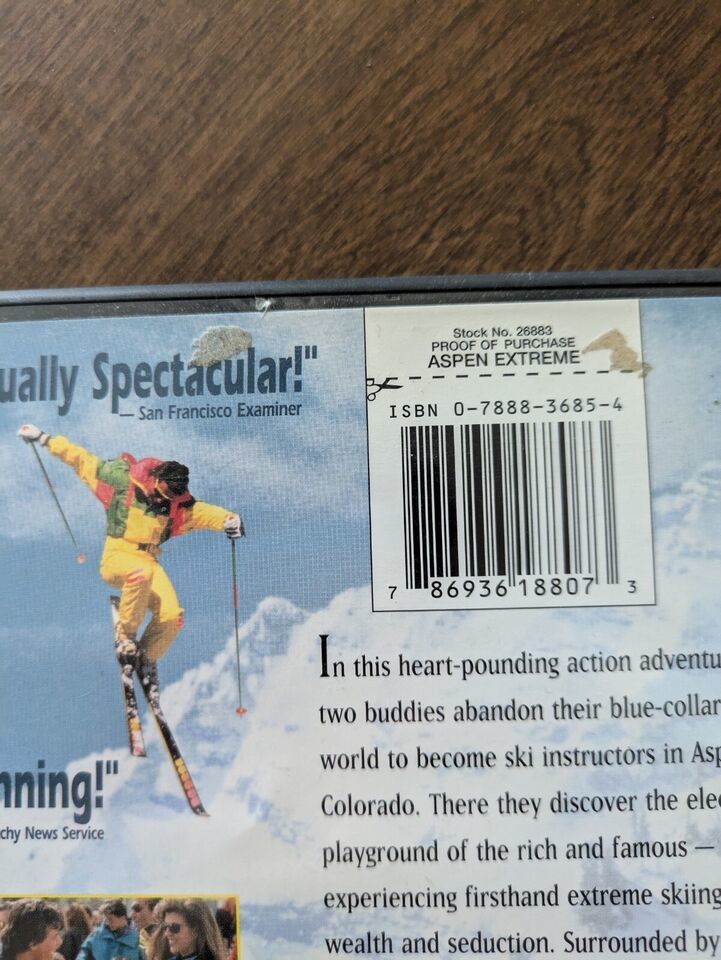 Stock No. 26883
PROOF OF PURCHASE
ASPEN EXTREME
ISBN 0-7888-3685-4
7 86936 18807 3
ually Spectacular!"
— San Francisco Examiner
nning!"
chy News Service
In this heart-pounding action adventu
two buddies abandon their blue-collar
world to become ski instructors in Asp
Colorado. There they discover the elec
playground of the rich and famous —
experiencing firsthand extreme skiing
wealth and seduction. Surrounded by